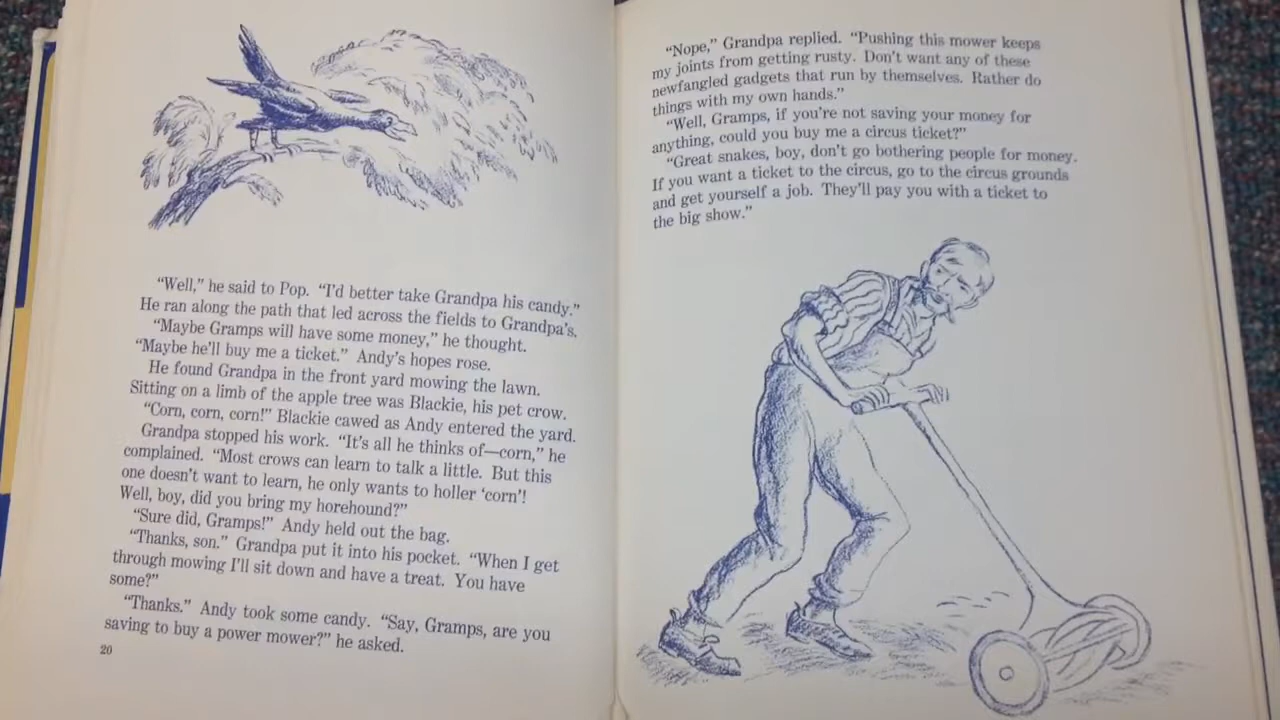 “Well,” he said to Pop. “I’d better take Grandpa his candy.”
He ran along the path that led across the fields to Grandpa’s.
“Maybe Gramps will have some money,” he thought.
“Maybe he’ll buy me a ticket.” Andy’s hopes rose.
He found Grandpa in the front yard mowing the lawn.
Sitting on a limb of the apple tree was Blackie, his pet crow.
“Corn, corn, corn!” Blackie cawed as Andy entered the yard.
Grandpa stopped his work. “It’s all he thinks of—corn,” he
complained. “Most crows can learn to talk a little. But this
one doesn’t want to learn, he only wants to holler ‘corn’!
Well, boy, did you bring my horehound?”
“Sure did, Gramps!” Andy held out the bag.
“Thanks, son.” Grandpa put it into his pocket. “When I get
through mowing I’ll sit down and have a treat. You have
some?”
“Thanks.” Andy took some candy. “Say, Gramps, are you
saving to buy a power mower?” he asked.
20
“Nope,” Grandpa replied. “Pushing this mower keeps
my joints from getting rusty. Don’t want any of these
newfangled gadgets that run by themselves. Rather do
things with my own hands.”
“Well, Gramps, if you’re not saving your money for
anything, could you buy me a circus ticket?”
“Great snakes, boy, don’t go bothering people for money.
If you want a ticket to the circus, go to the circus grounds
and get yourself a job. They’ll pay you with a ticket to
the big show.”